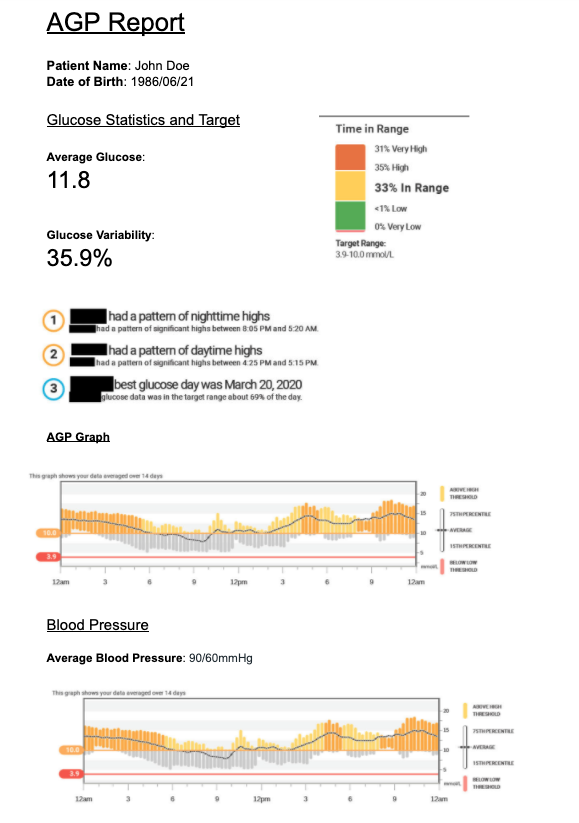 AGP Report
Patient Name: John Doe
Date of Birth: 1986/06/21
Glucose Statistics and Target
Average Glucose:
11.8
Glucose Variability:
35.9%
Time in Range
31% Very High
35% High
33% In Range
<1% Low
0% Very Low
Target Range:
3.9-10.0 mmol/L
1 had a pattern of nighttime highs
had a pattern of significant highs between 8:05 PM and 5:20 AM.
2 had a pattern of daytime highs
had a pattern of significant highs between 4:25 PM and 5:15 PM.
3 best glucose day was March 20, 2020
glucose data was in the target range about 69% of the day.
AGP Graph
This graph shows your data averaged over 14 days
20
15
10
5
mmol/L
10.0
3.9
12am 3 6 9 12pm 3 6 9 12am
ABOVE HIGH
THRESHOLD
75TH PERCENTILE
AVERAGE
15TH PERCENTILE
BELOW LOW
THRESHOLD
Blood Pressure
Average Blood Pressure: 90/60mmHg
This graph shows your data averaged over 14 days
20
15
10
5
mmol/L
10.0
3.9
12am 3 6 9 12pm 3 6 9 12am
ABOVE HIGH
THRESHOLD
75TH PERCENTILE
AVERAGE
15TH PERCENTILE
BELOW LOW
THRESHOLD